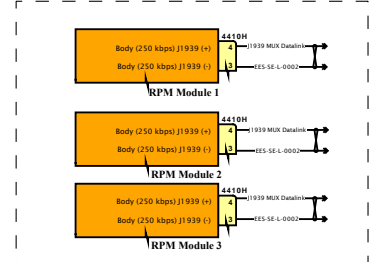 4410H
Body (250 kbps) J1939 (+) 4 J1939 MUX Datalink
Body (250 kbps) J1939 (-) 3 EES-SE-L-0002
RPM Module 1
4410H
Body (250 kbps) J1939 (+) 4 J1939 MUX Datalink
Body (250 kbps) J1939 (-) 3 EES-SE-L-0002
RPM Module 2
4410H
Body (250 kbps) J1939 (+) 4 J1939 MUX Datalink
Body (250 kbps) J1939 (-) 3 EES-SE-L-0002
RPM Module 3